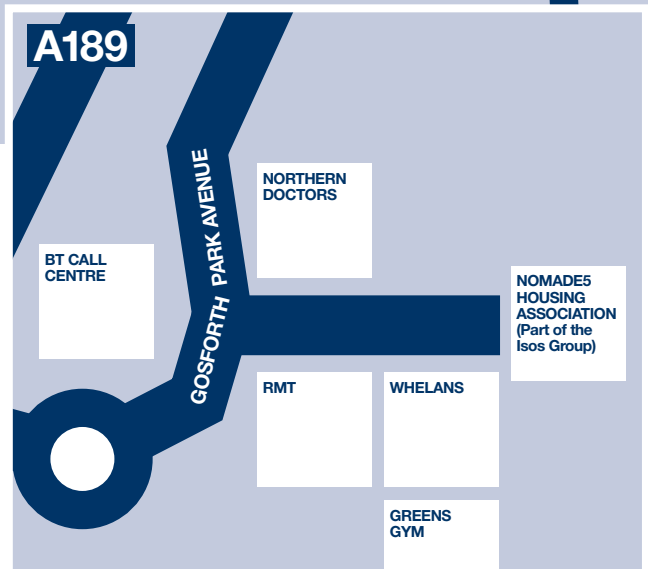 A189
GOSFORTH PARK AVENUE
NORTHERN
DOCTORS
BT CALL
CENTRE
NOMADE5
HOUSING
ASSOCIATION
(Part of the
Isos Group)
RMT
WHELANS
GREENS
GYM